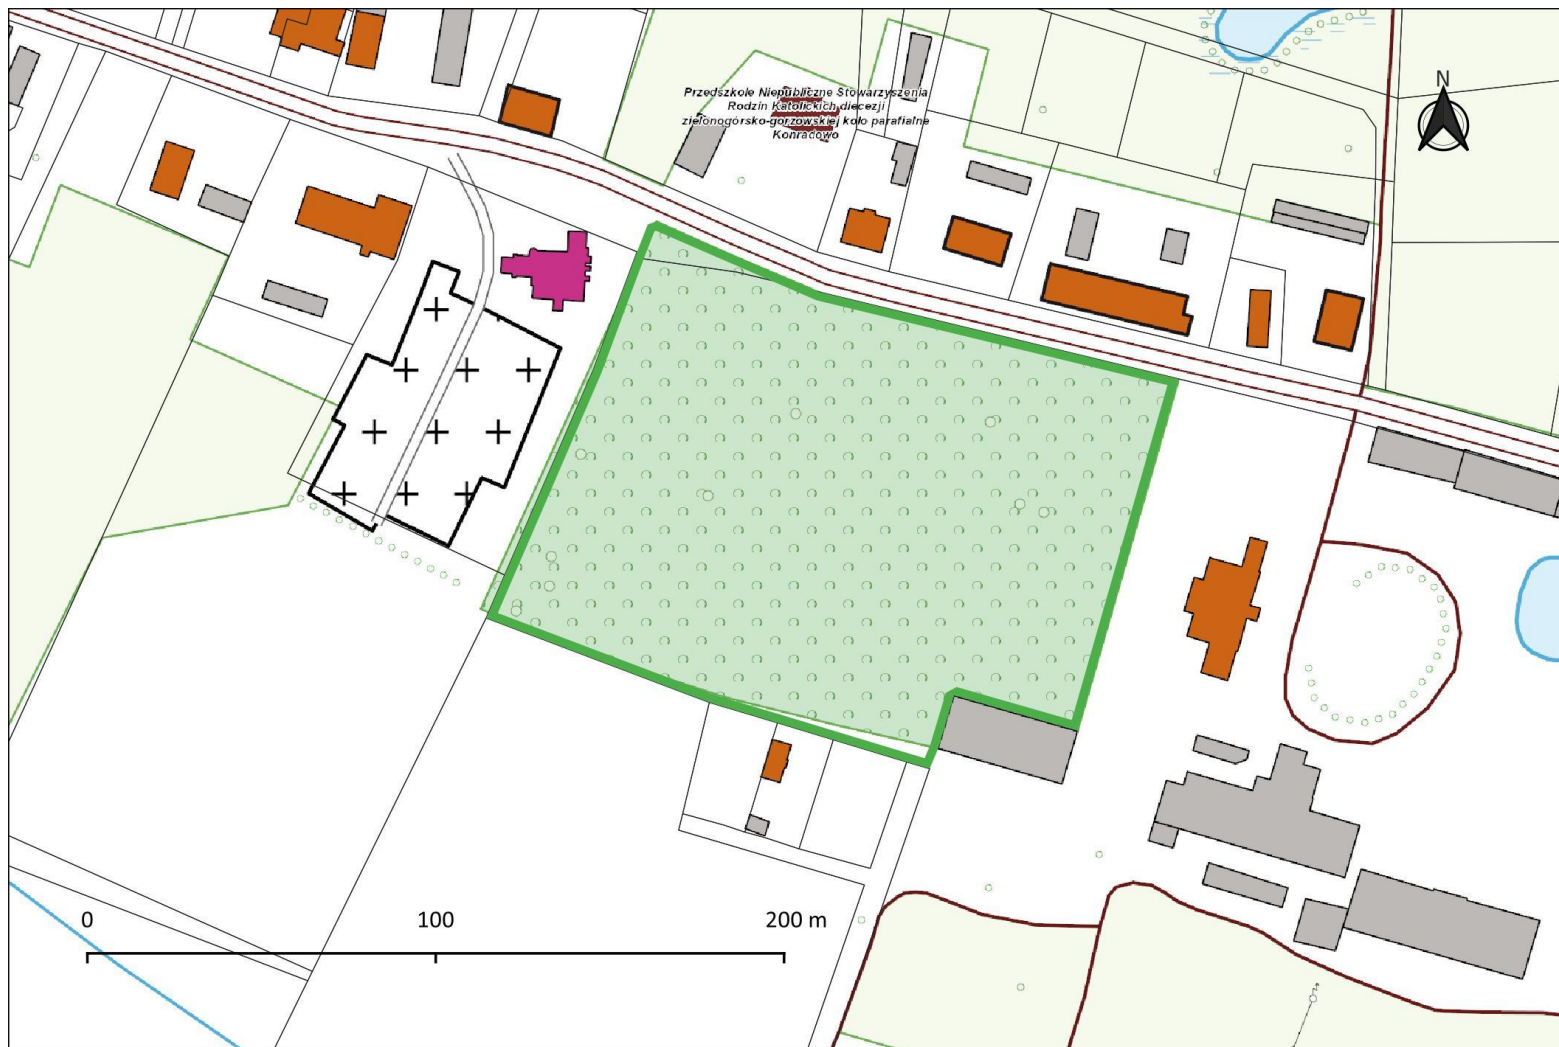 Przedszkole Niepubliczne Stowarzyszenia
Rodzin Katolickich diecezji
zielonogórsko-gorzowskiej koło parafialne
Konradowo
N
0 100 200 m